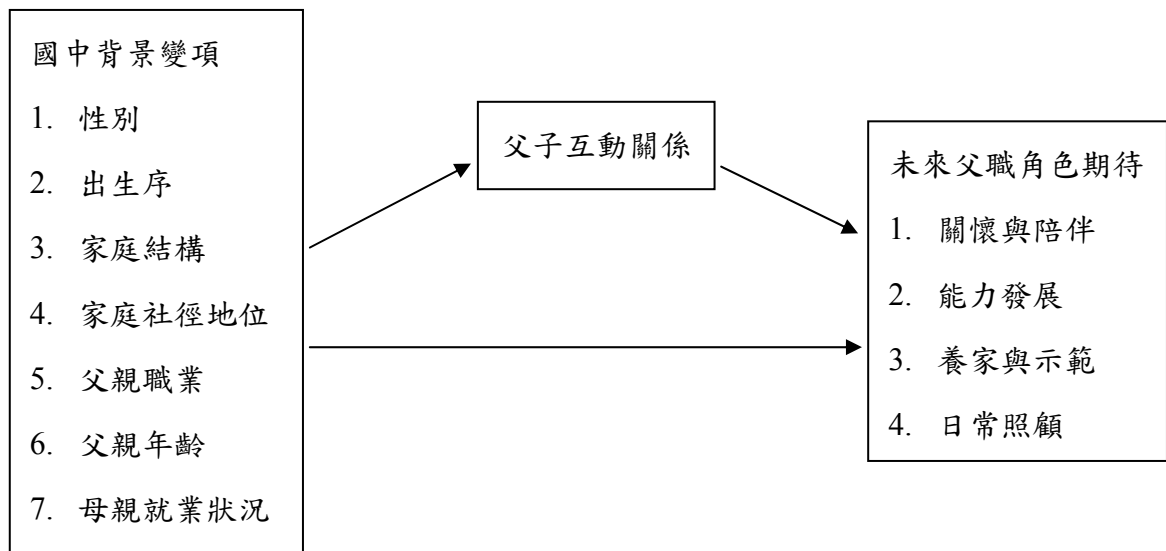 國中背景變項
1. 性別
2. 出生序
3. 家庭結構
4. 家庭社徑地位
5. 父親職業
6. 父親年齡
7. 母親就業狀況
父子互動關係
未來父職角色期待
1. 關懷與陪伴
2. 能力發展
3. 養家與示範
4. 日常照顧